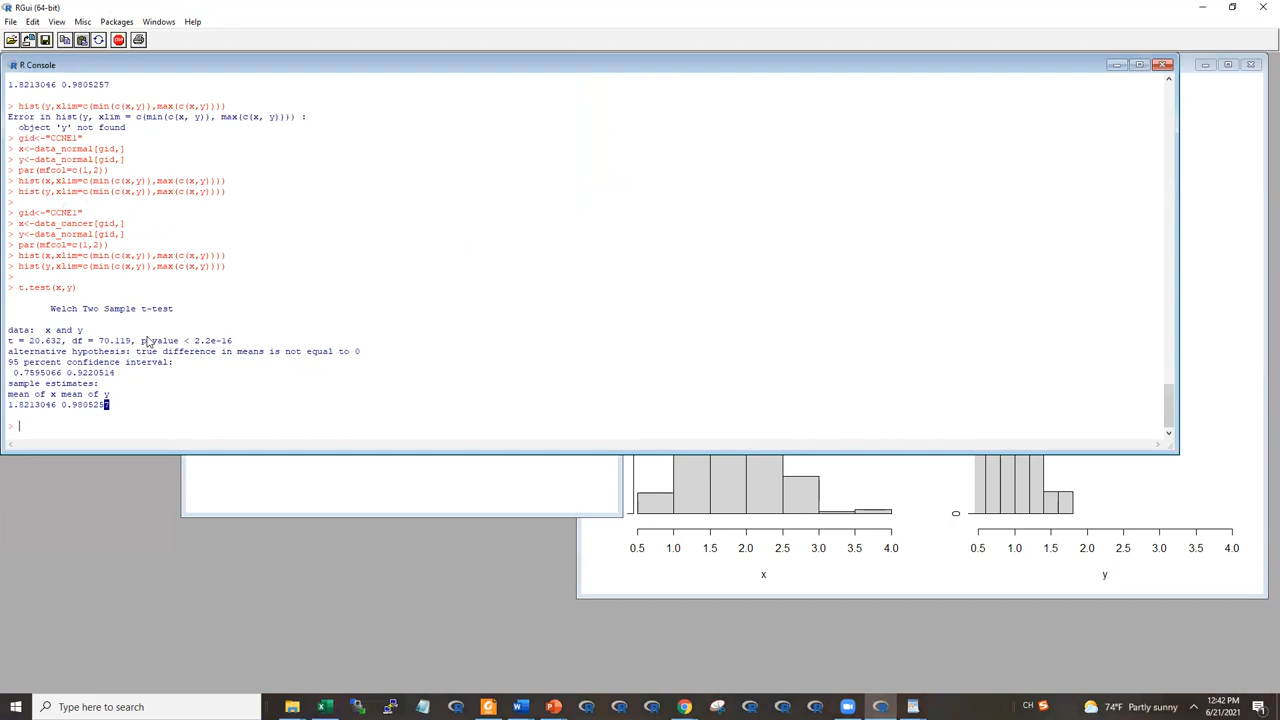 RGui (64-bit)
File Edit View Misc Packages Windows Help
R Console
1.8213046 0.9805257
> hist(y,xlim=c(min(c(x,y)),max(c(x,y))))
Error in hist(y, xlim = c(min(c(x, y)), max(c(x, y)))) :
object 'y' not found
> gid<-"CCNE1"
> x<-data_normal[gid,]
> y<-data_normal[gid,]
> par(mfcol=c(1,2))
> hist(x,xlim=c(min(c(x,y)),max(c(x,y))))
> hist(y,xlim=c(min(c(x,y)),max(c(x,y))))
>
> gid<-"CCNE1"
> x<-data_cancer[gid,]
> y<-data_normal[gid,]
> par(mfcol=c(1,2))
> hist(x,xlim=c(min(c(x,y)),max(c(x,y))))
> hist(y,xlim=c(min(c(x,y)),max(c(x,y))))
>
> t.test(x,y)
Welch Two Sample t-test
data: x and y
t = 20.632, df = 70.119, p-value < 2.2e-16
alternative hypothesis: true difference in means is not equal to 0
95 percent confidence interval:
0.7595066 0.9220514
sample estimates:
mean of x mean of y
1.8213046 0.9805257
>
0
0.5 1.0 1.5 2.0 2.5 3.0 3.5 4.0
0.5 1.0 1.5 2.0 2.5 3.0 3.5 4.0
x
y
Type here to search
CH
74°F Partly sunny
12:42 PM
6/21/2021